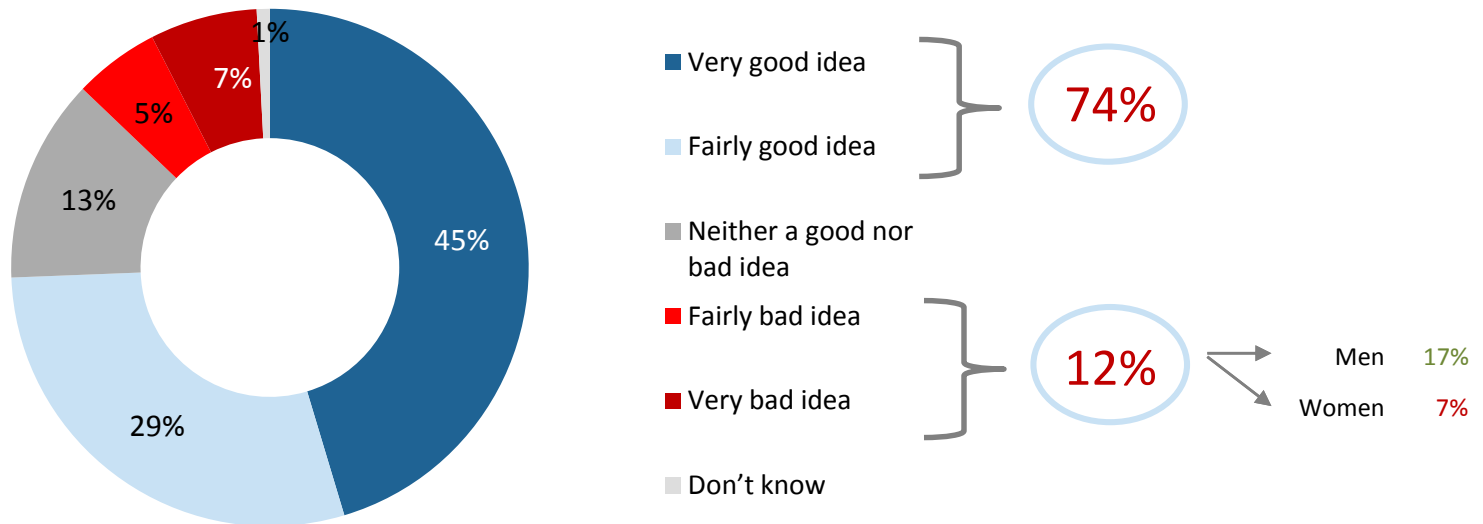 1%
7%
5%
13%
45%
29%
Very good idea
Fairly good idea
74%
Neither a good nor
bad idea
Fairly bad idea
Very bad idea
12%
Men 17%
Women 7%
Don't know